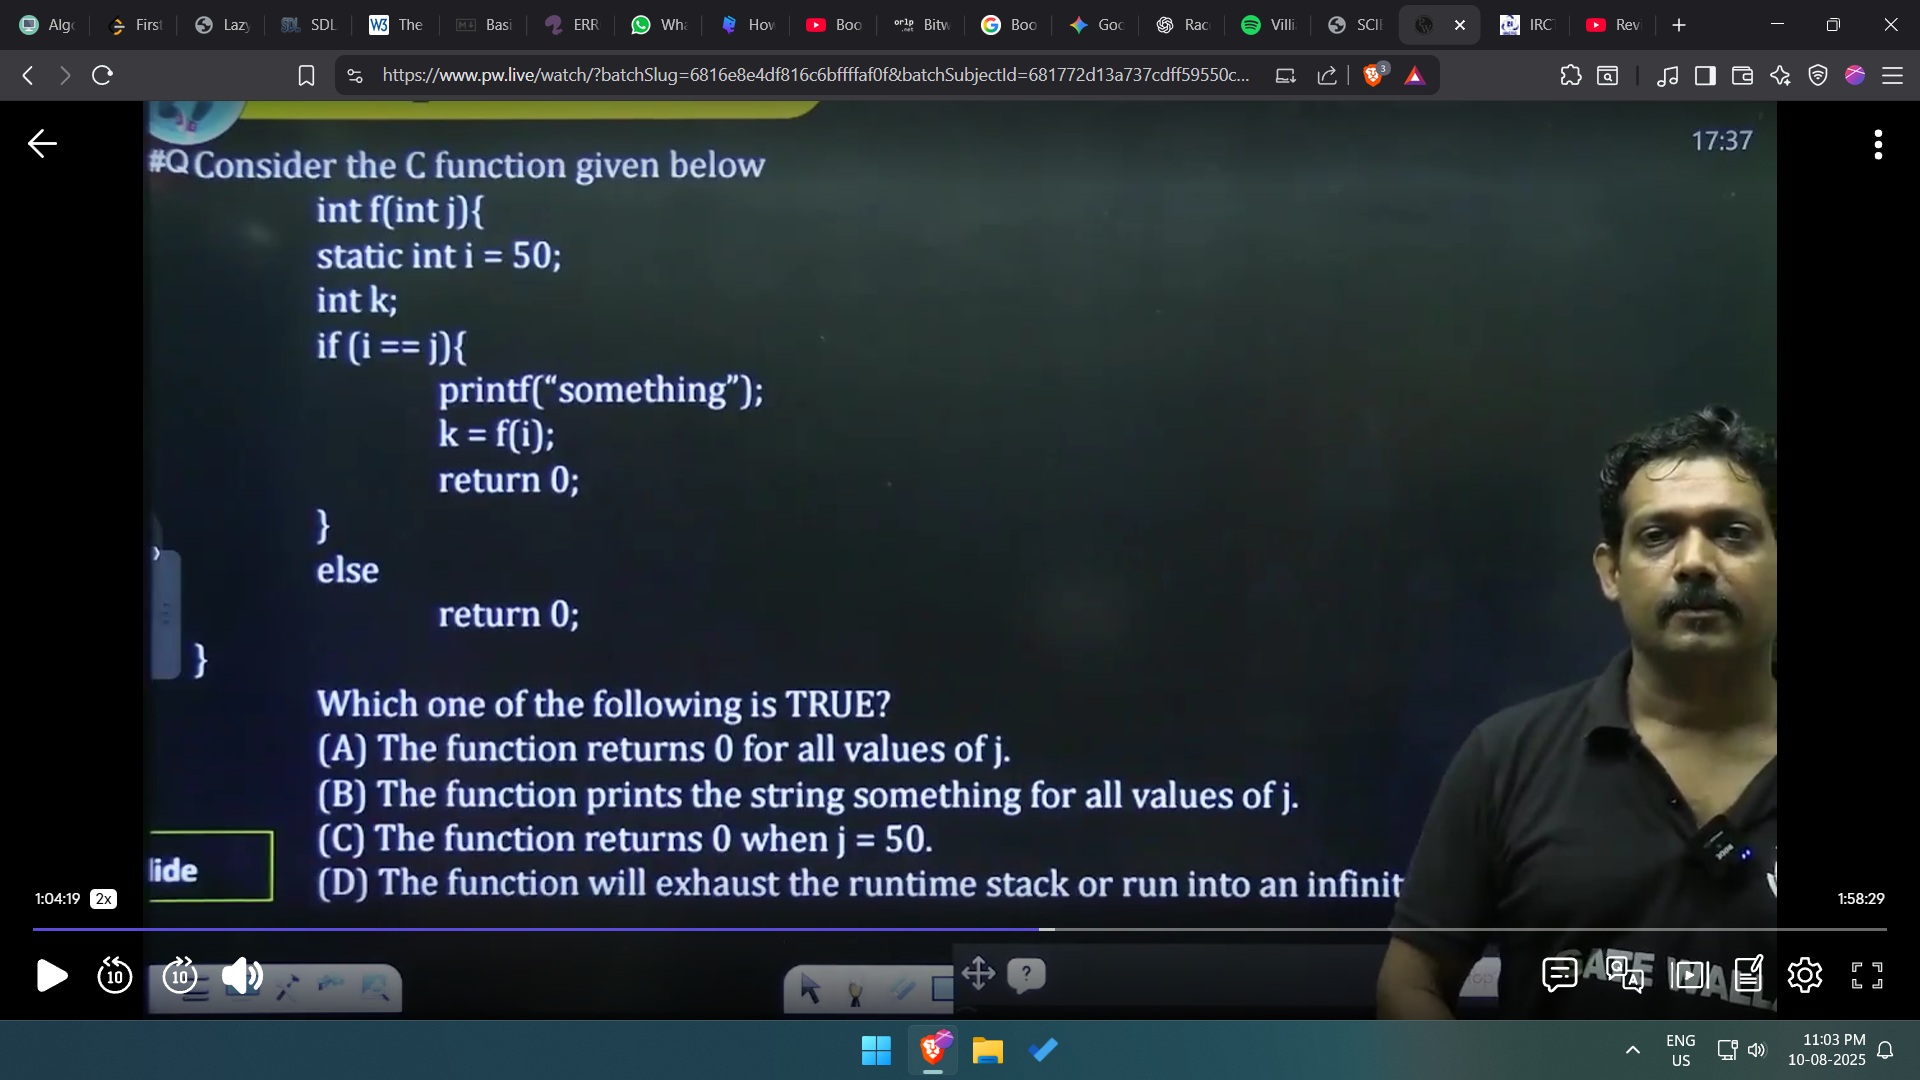 Algo
First
Lazy
SDL
The
Basi
ERR
Wha
How
Boo
Bitw
Boo
Goo
Rac
Villi
SCIE
IRCT
Rev
https://www.pw.live/watch/?batchSlug=6816e8e4df816c6bffffaf0f&batchSubjectId=681772d13a737cdff59550c...
3
17:37
#Q Consider the C function given below
int f(int j){
static int i = 50;
int k;
if (i == j){
printf(“something”);
k = f(i);
return 0;
}
else
return 0;
}
Which one of the following is TRUE?
(A) The function returns 0 for all values of j.
(B) The function prints the string something for all values of j.
(C) The function returns 0 when j = 50.
(D) The function will exhaust the runtime stack or run into an infinit
lide
1:04:19 2x
1:58:29
10
10
GATE WALL
ENG
US
11:03 PM
10-08-2025